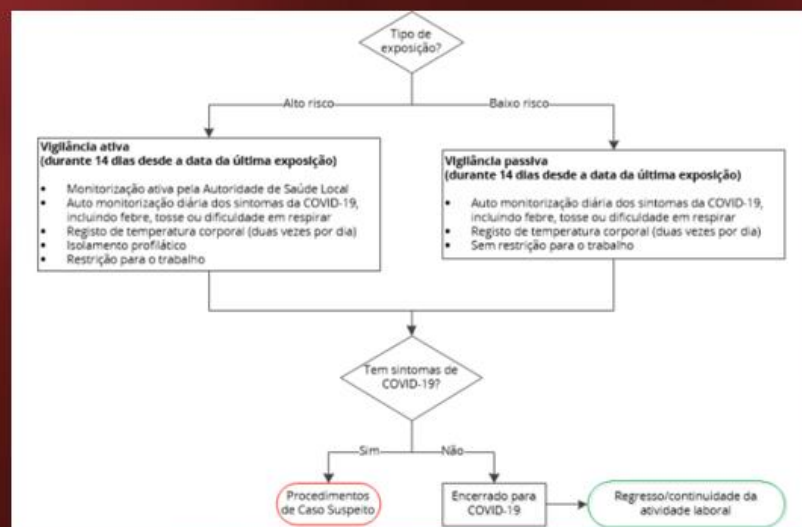 Tipo de
exposição?
Alto risco
Baixo risco
Vigilância ativa
(durante 14 dias desde a data da última exposição)
• Monitorização ativa pela Autoridade de Saúde Local
• Auto monitorização diária dos sintomas da COVID-19,
incluindo febre, tosse ou dificuldade em respirar
• Registo de temperatura corporal (duas vezes por dia)
• Isolamento profilático
• Restrição para o trabalho
Vigilância passiva
(durante 14 dias desde a data da última exposição)
• Auto monitorização diária dos sintomas da COVID-19,
incluindo febre, tosse ou dificuldade em respirar
• Registo de temperatura corporal (duas vezes por dia)
• Sem restrição para o trabalho
Tem sintomas de
COVID-19?
Sim
Não
Procedimentos
de Caso Suspeito
Encerrado para
COVID-19
Regresso/continuidade da
atividade laboral